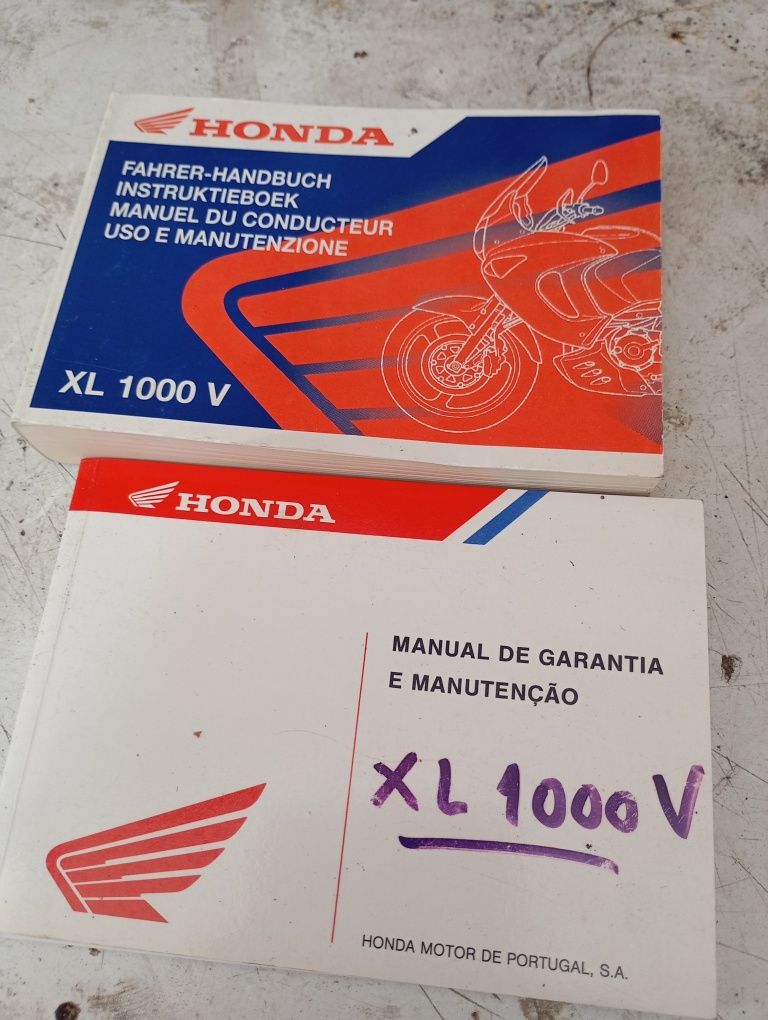 HONDA
FAHRER-HANDBUCH
INSTRUKTIEBOEK
MANUEL DU CONDUCTEUR
USO E MANUTENZIONE
XL 1000 V
HONDA
MANUAL DE GARANTIA
E MANUTENÇÃO
XL 1000 V
HONDA MOTOR DE PORTUGAL, S.A.